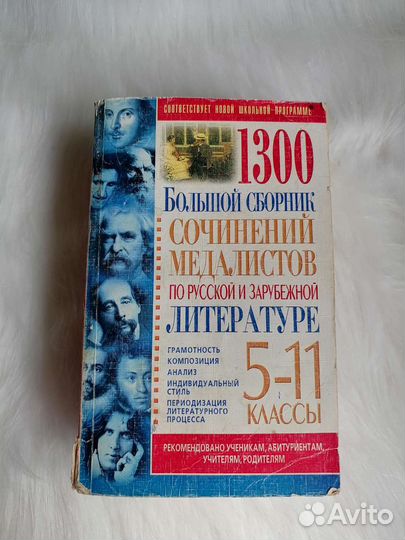 СООТВЕТСТВУЕТ НОВОЙ ШКОЛЬНОЙ ПРОГРАММЕ
1300
БОЛЬШОЙ СБОРНИК
СОЧИНЕНИЙ
МЕДАЛИСТОВ
ПО РУССКОЙ И ЗАРУБЕЖНОЙ
ЛИТЕРАТУРЕ
ГРАМОТНОСТЬ
КОМПОЗИЦИЯ
АНАЛИЗ
ИНДИВИДУАЛЬНЫЙ
СТИЛЬ
ПЕРИОДИЗАЦИЯ
ЛИТЕРАТУРНОГО
ПРОЦЕССА
5-11
КЛАССЫ
РЕКОМЕНДОВАНО УЧЕНИКАМ, АБИТУРИЕНТАМ,
УЧИТЕЛЯМ, РОДИТЕЛЯМ
Avito